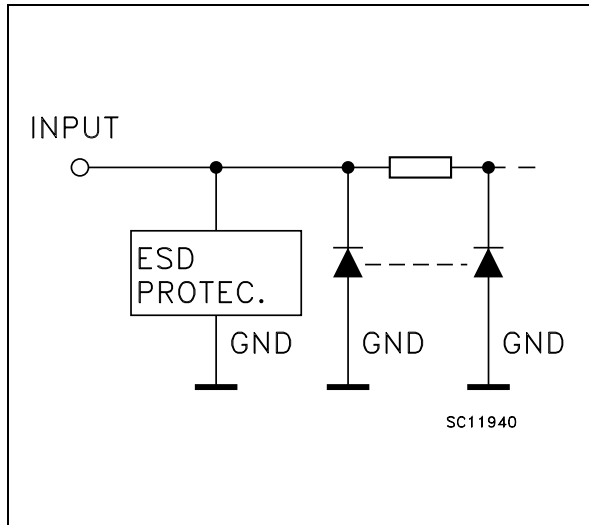 INPUT
ESD
PROTEC.
GND
GND
GND
SC11940